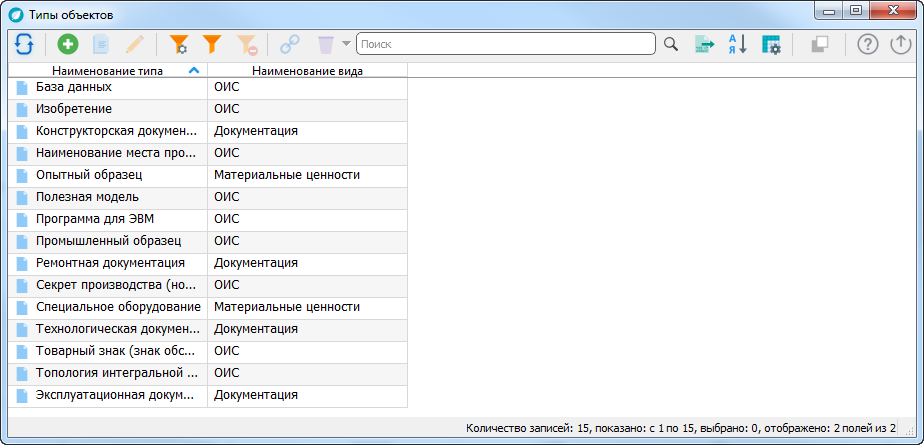 Типы объектов
Поиск
А
Я
Наименование типа Наименование вида
База данных ОИС
Изобретение ОИС
Конструкторская докумен... Документация
Наименование места про... ОИС
Опытный образец Материальные ценности
Полезная модель ОИС
Программа для ЭВМ ОИС
Промышленный образец ОИС
Ремонтная документация Документация
Секрет производства (но... ОИС
Специальное оборудование Материальные ценности
Технологическая докумен... Документация
Товарный знак (знак обс... ОИС
Топология интегральной ... ОИС
Эксплуатационная докум... Документация
Количество записей: 15, показано: с 1 по 15, выбрано: 0, отображено: 2 полей из 2